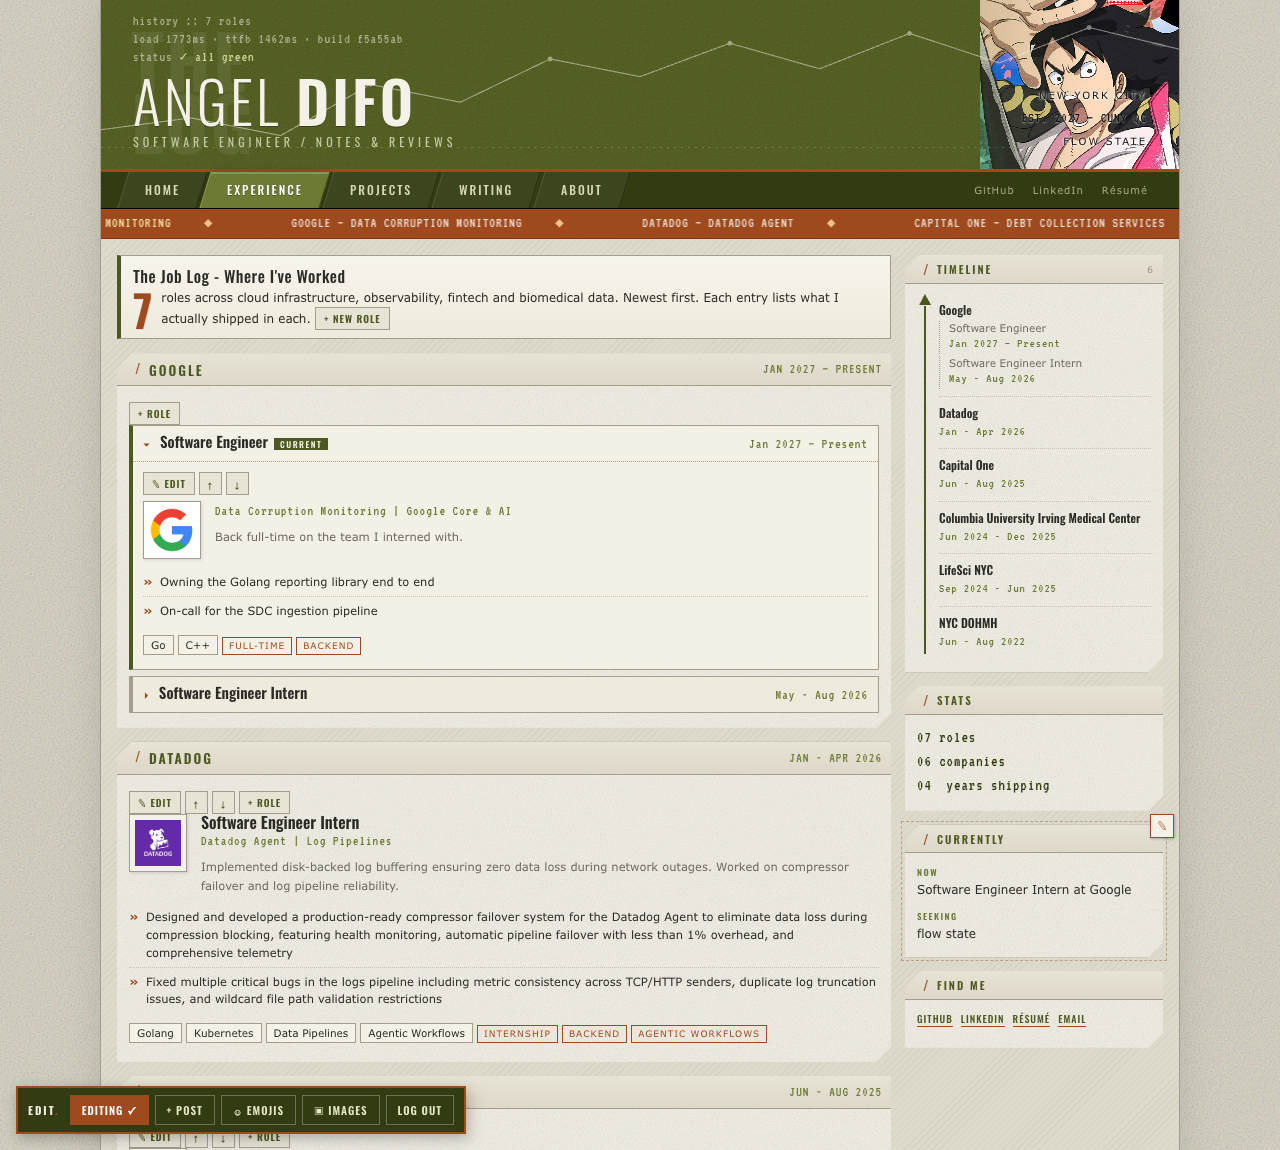 history :: 7 roles
load 1773ms · ttfb 1462ms · build f5a55ab
status ✓ all green
ANGEL DIFO
SOFTWARE ENGINEER / NOTES & REVIEWS
NEW YORK CITY
FLOW STATE
HOME
EXPERIENCE
PROJECTS
WRITING
ABOUT
GitHub
LinkedIn
Résumé
MONITORING ◆ GOOGLE — DATA CORRUPTION MONITORING ◆ DATADOG — DATADOG AGENT ◆ CAPITAL ONE — DEBT COLLECTION SERVICES
The Job Log - Where I've Worked
7 roles across cloud infrastructure, observability, fintech and biomedical data. Newest first. Each entry lists what I
actually shipped in each. + NEW ROLE
/ GOOGLE
JAN 2027 — PRESENT
+ ROLE
Software Engineer CURRENT
Jan 2027 — Present
✎ EDIT ↑ ↓
Data Corruption Monitoring | Google Core & AI
Back full-time on the team I interned with.
» Owning the Golang reporting library end to end
» On-call for the SDC ingestion pipeline
Go C++ FULL-TIME BACKEND
Software Engineer Intern
May - Aug 2026
/ DATADOG
JAN - APR 2026
✎ EDIT ↑ ↓ + ROLE
DATADOG
Software Engineer Intern
Datadog Agent | Log Pipelines
Implemented disk-backed log buffering ensuring zero data loss during network outages. Worked on compressor
failover and log pipeline reliability.
» Designed and developed a production-ready compressor failover system for the Datadog Agent to eliminate data loss during
compression blocking, featuring health monitoring, automatic pipeline failover with less than 1% overhead, and
comprehensive telemetry
» Fixed multiple critical bugs in the logs pipeline including metric consistency across TCP/HTTP senders, duplicate log truncation
issues, and wildcard file path validation restrictions
Golang Kubernetes Data Pipelines Agentic Workflows INTERNSHIP BACKEND AGENTIC WORKFLOWS
JUN - AUG 2025
✎ EDIT ↑ ↓ + ROLE
/ TIMELINE
6
Google
Software Engineer
Jan 2027 — Present
Software Engineer Intern
May - Aug 2026
Datadog
Jan - Apr 2026
Capital One
Jun - Aug 2025
Columbia University Irving Medical Center
Jun 2024 - Dec 2025
LifeSci NYC
Sep 2024 - Jun 2025
NYC DOHMH
Jun - Aug 2022
/ STATS
07 roles
06 companies
04 years shipping
/ CURRENTLY
✎
NOW
Software Engineer Intern at Google
SEEKING
flow state
/ FIND ME
GITHUB LINKEDIN RÉSUMÉ EMAIL
EDIT. EDITING ✓ + POST ☺ EMOJIS ▣ IMAGES LOG OUT